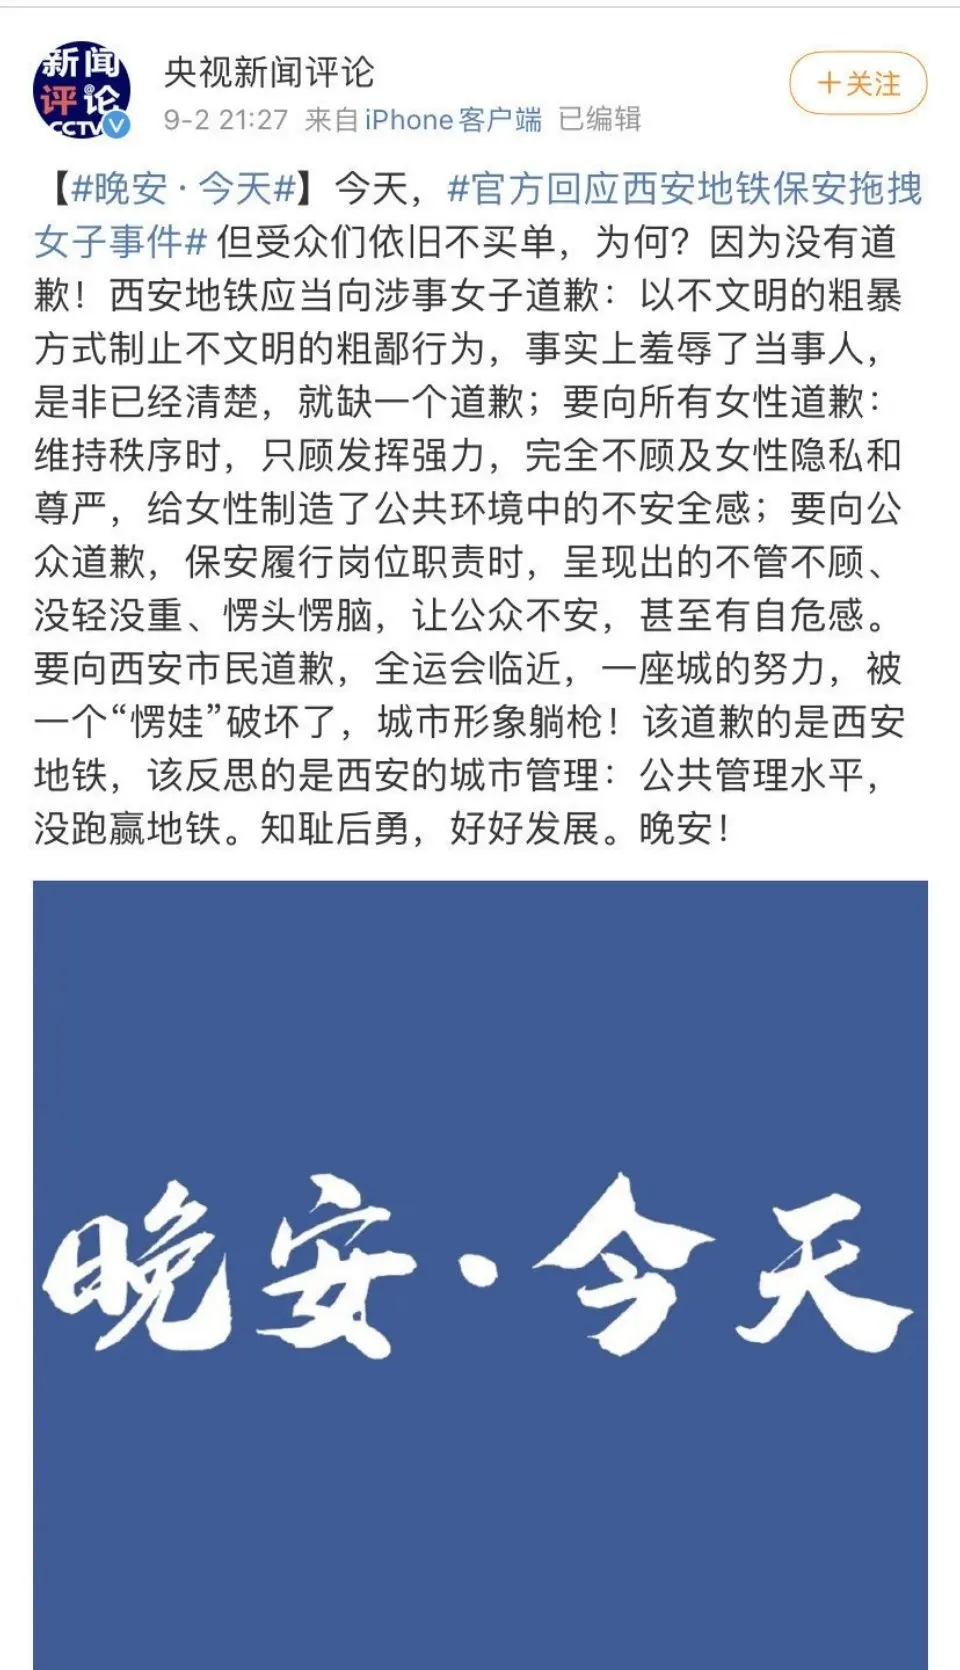 新闻
评论
CCTV
央视新闻评论
+关注
9-2 21:27 来自 iPhone客户端 已编辑
【#晚安·今天#】今天，#官方回应西安地铁保安拖拽
女子事件# 但受众们依旧不买单，为何？因为没有道
歉！西安地铁应当向涉事女子道歉：以不文明的粗暴
方式制止不文明的粗鄙行为，事实上羞辱了当事人，
是非已经清楚，就缺一个道歉；要向所有女性道歉：
维持秩序时，只顾发挥强力，完全不顾及女性隐私和
尊严，给女性制造了公共环境中的不安全感；要向公
众道歉，保安履行岗位职责时，呈现出的不管不顾、
没轻没重、愣头愣脑，让公众不安，甚至有自危感。
要向西安市民道歉，全运会临近，一座城的努力，被
一个“愣娃”破坏了，城市形象躺枪！该道歉的是西安
地铁，该反思的是西安的城市管理：公共管理水平，
没跑赢地铁。知耻后勇，好好发展。晚安！
晚安·今天